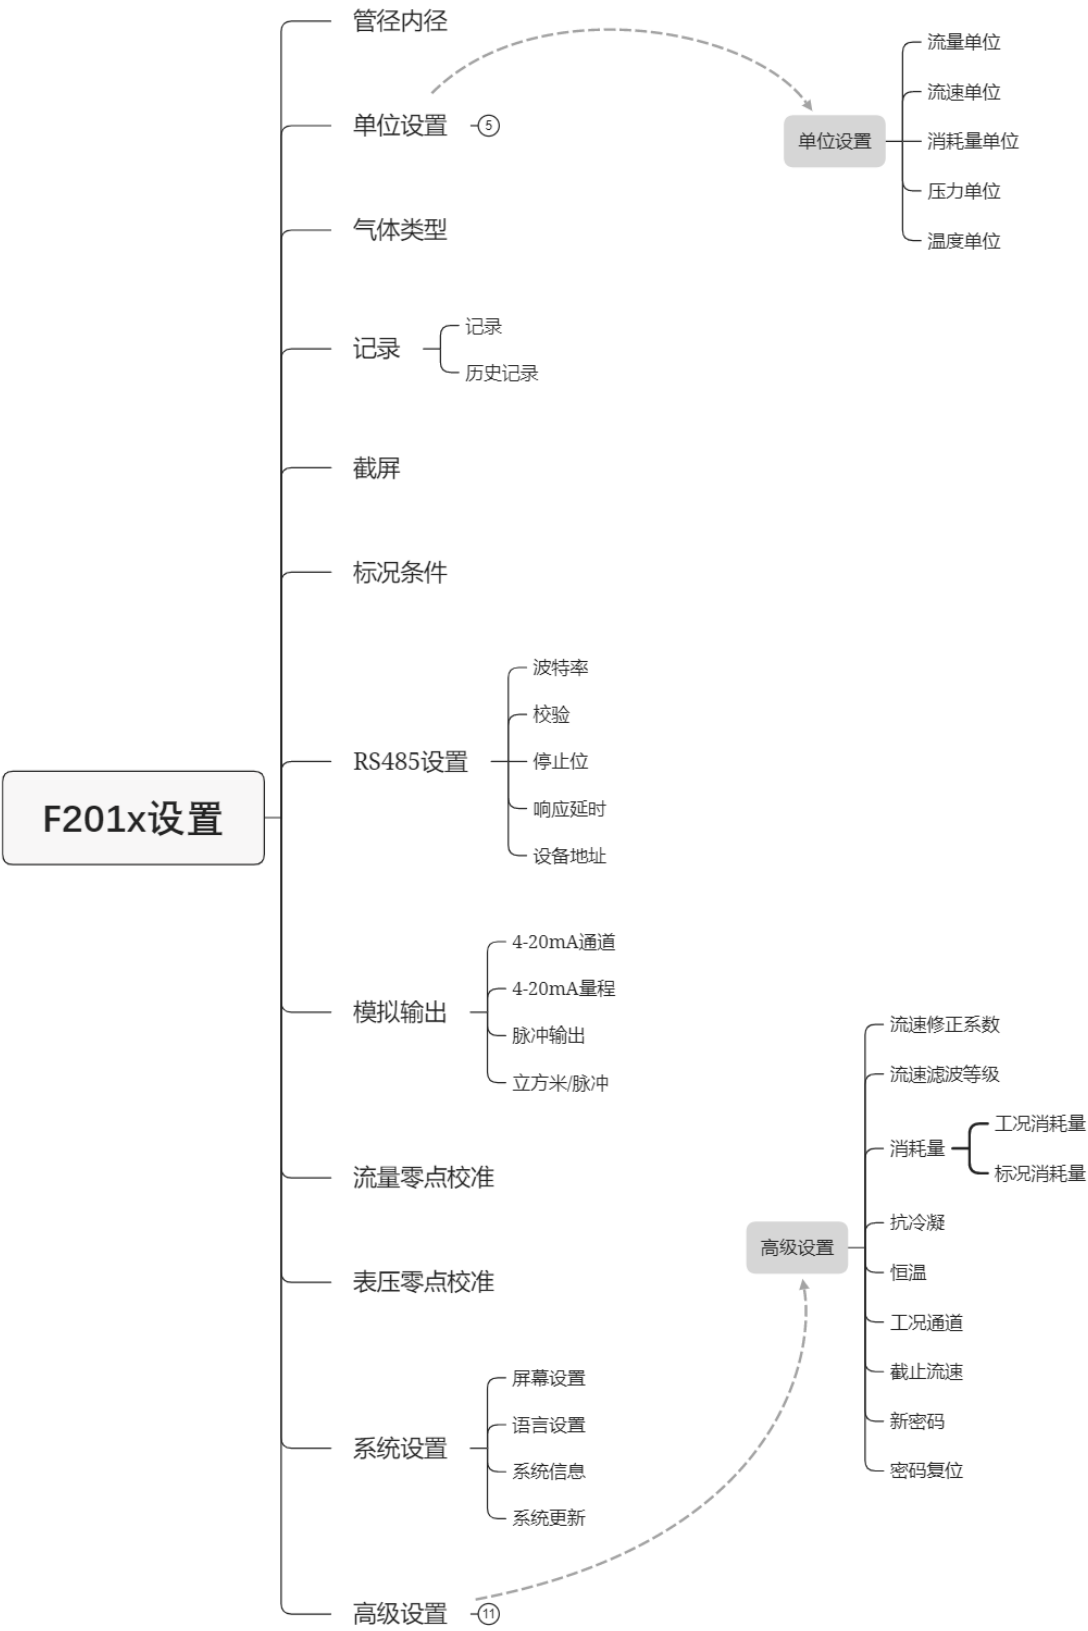 F201x设置
管径内径
单位设置
5
单位设置
流量单位
流速单位
消耗量单位
压力单位
温度单位
气体类型
记录
记录
历史记录
截屏
标况条件
RS485设置
波特率
校验
停止位
响应延时
设备地址
模拟输出
4-20mA通道
4-20mA量程
脉冲输出
立方米/脉冲
流量零点校准
表压零点校准
系统设置
屏幕设置
语言设置
系统信息
系统更新
高级设置
11
高级设置
流速修正系数
流速滤波等级
消耗量
工况消耗量
标况消耗量
抗冷凝
恒温
工况通道
截止流速
新密码
密码复位